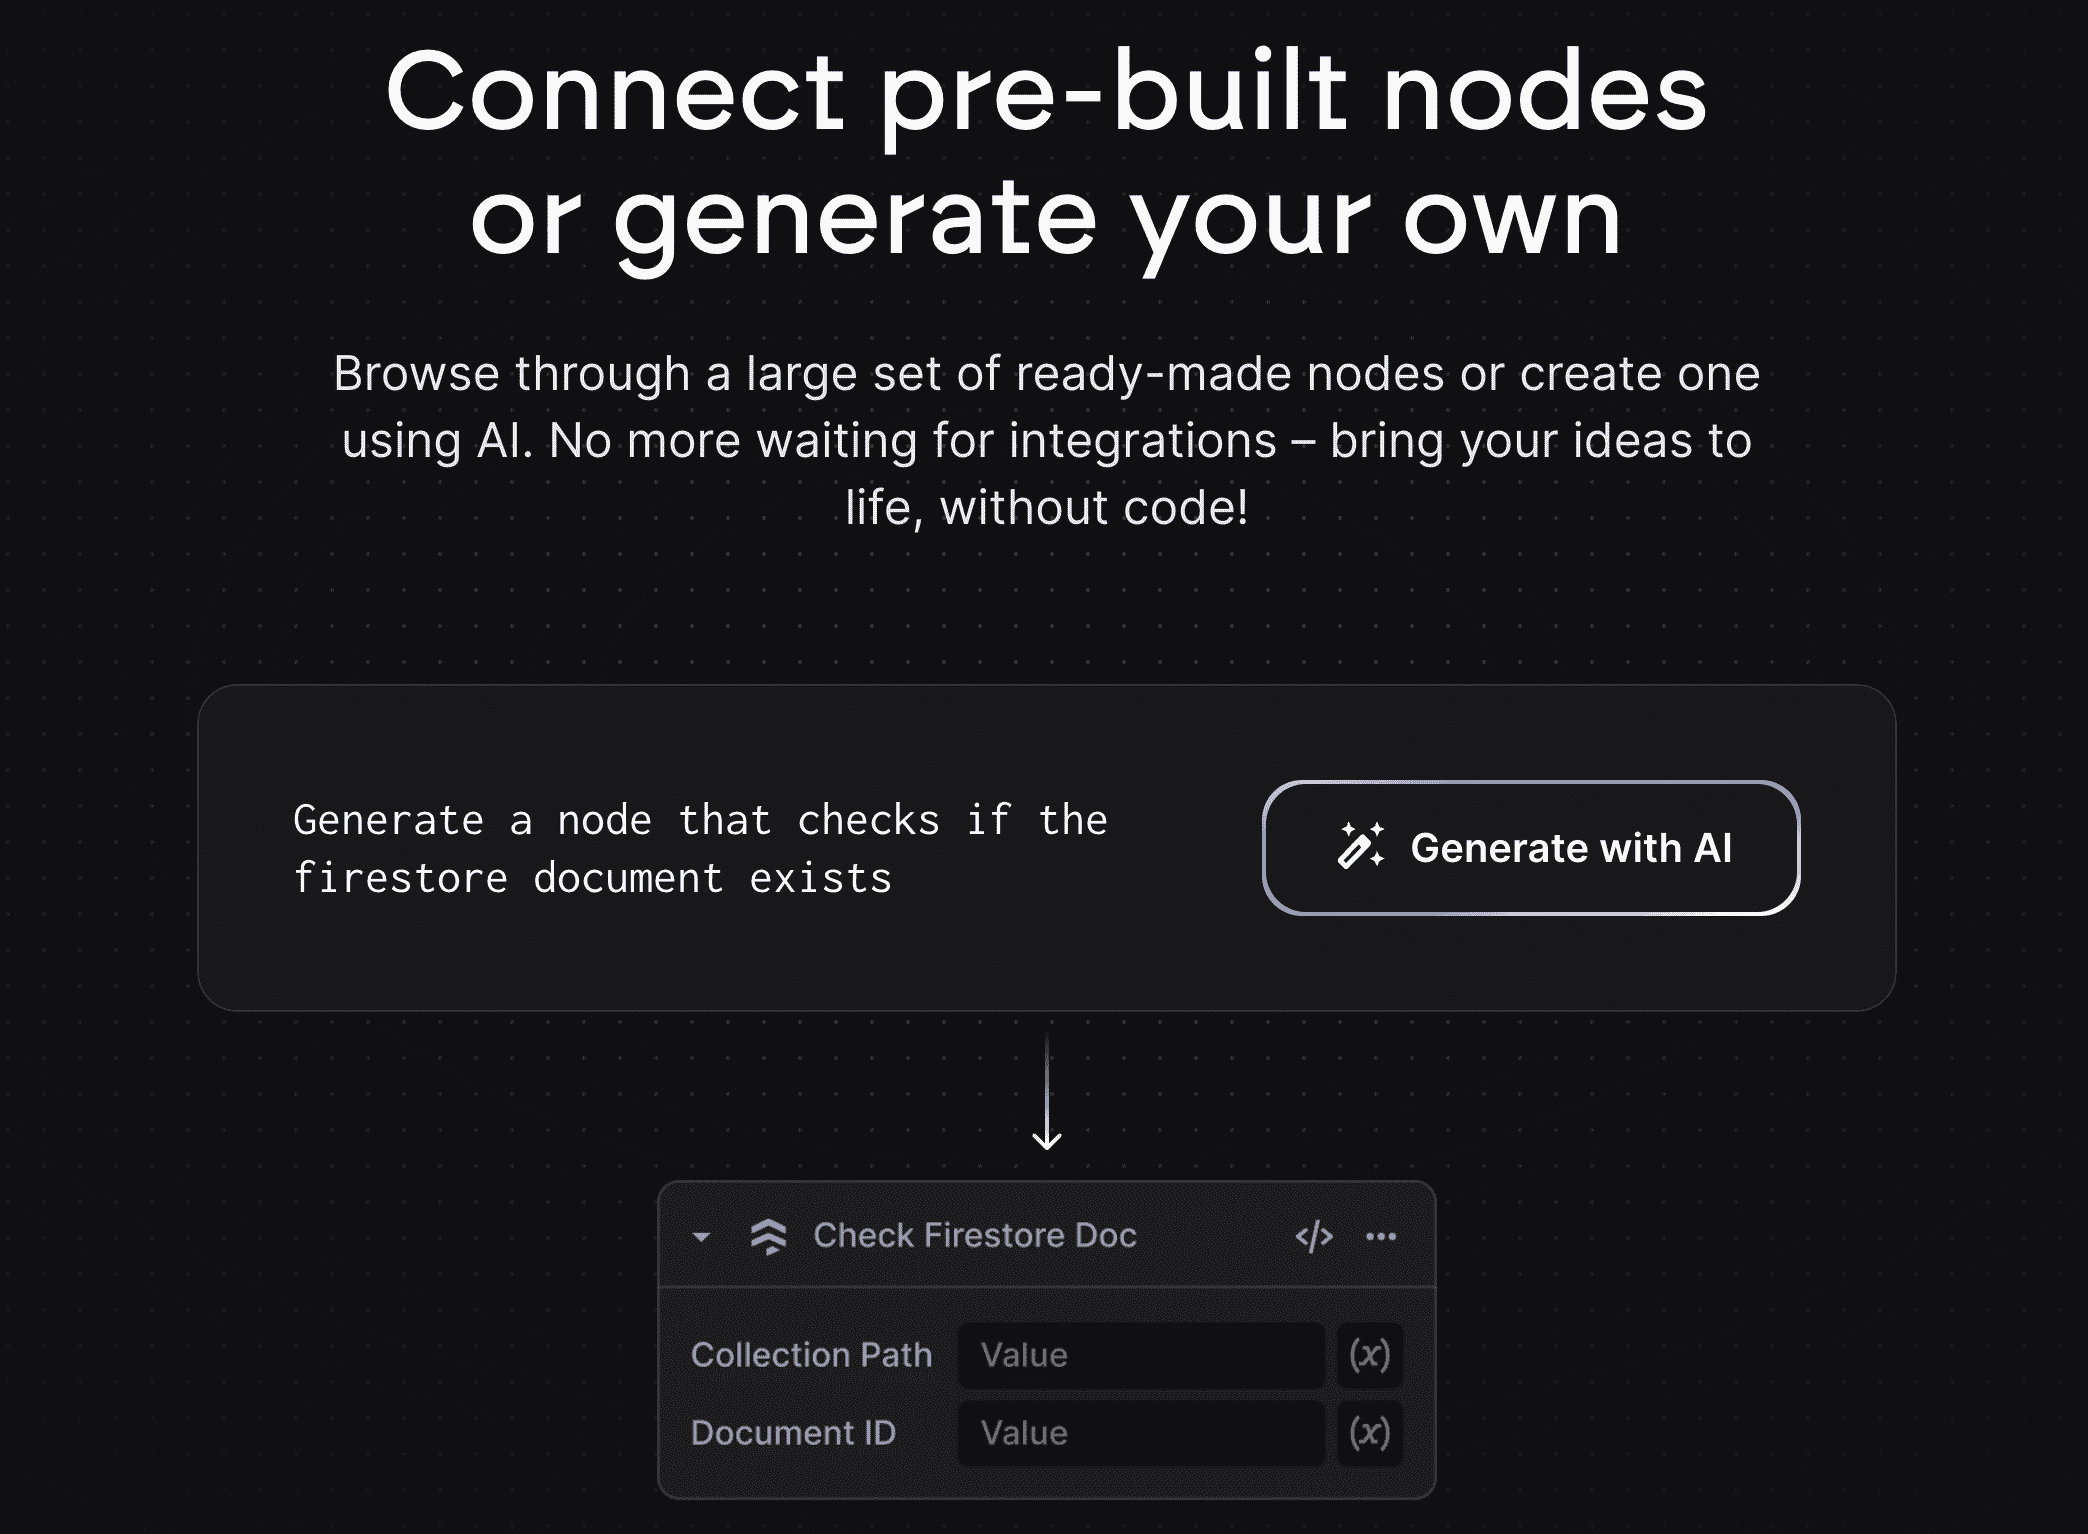 Connect pre-built nodes
or generate your own
Browse through a large set of ready-made nodes or create one
using AI. No more waiting for integrations – bring your ideas to
life, without code!
Generate a node that checks if the
firestore document exists
Generate with AI
Check Firestore Doc </> •••
Collection Path Value (x)
Document ID Value (x)